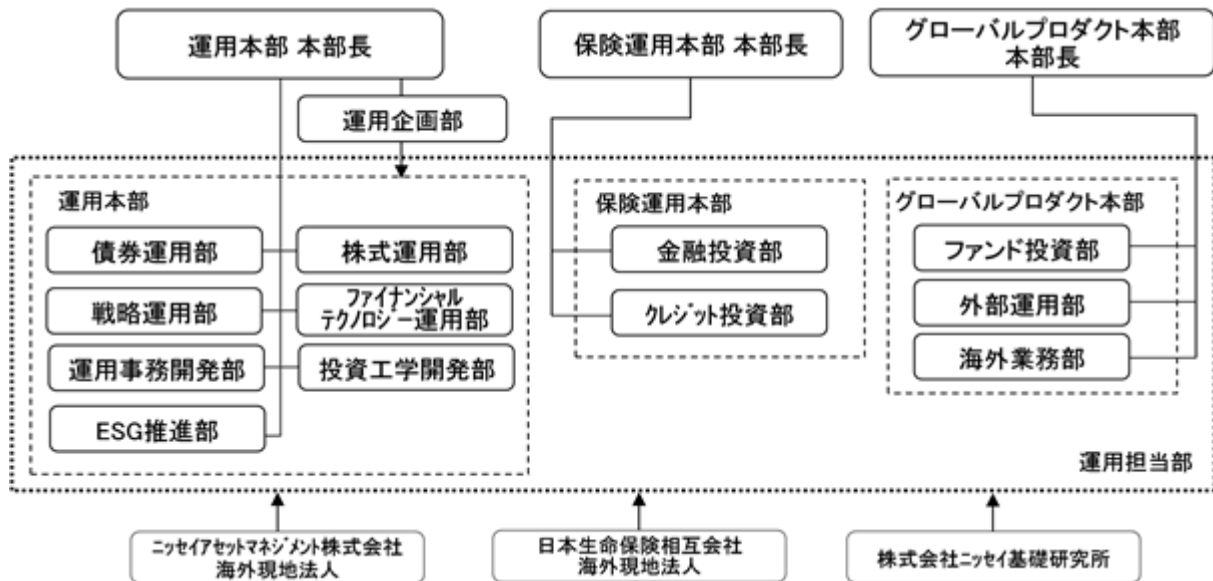 運用本部 本部長
保険運用本部 本部長
グローバルプロダクト本部
本部長
運用企画部
運用本部
債券運用部
株式運用部
戦略運用部
ファイナンシャル
テクノロジー運用部
運用事務開発部
投資工学開発部
ESG推進部
保険運用本部
金融投資部
クレジット投資部
グローバルプロダクト本部
ファンド投資部
外部運用部
海外業務部
運用担当部
ニッセイアセットマネジメント株式会社
海外現地法人
日本生命保険相互会社
海外現地法人
株式会社ニッセイ基礎研究所